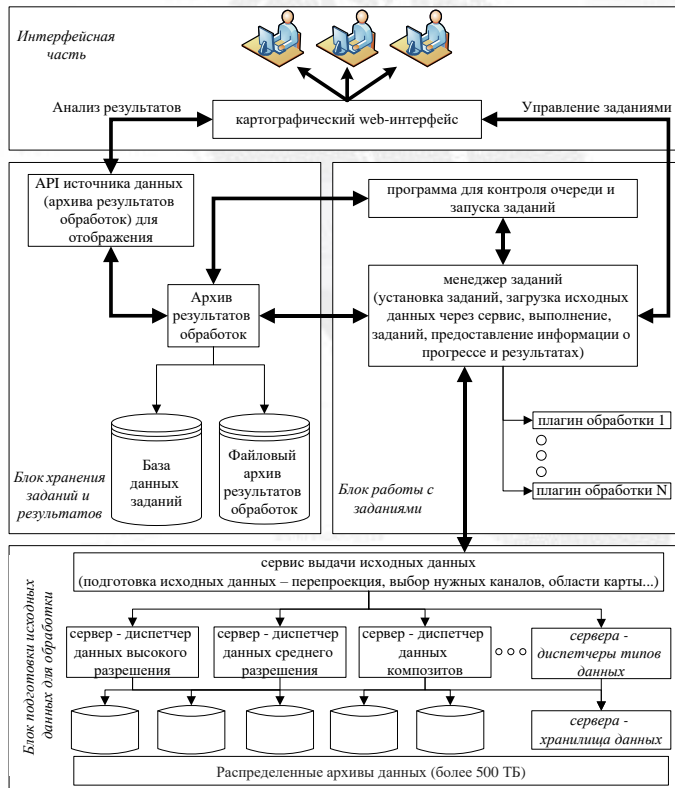 Интерфейсная
часть
Анализ результатов
Управление заданиями
картографический web-интерфейс
API источника данных
(архива результатов
обработок) для
отображения
программа для контроля очереди и
запуска заданий
Архив
результатов
обработок
менеджер заданий
(установка заданий, загрузка исходных
данных через сервис, выполнение,
заданий, предоставление информации о
прогрессе и результатах)
База
данных
заданий
Файловый
архив
результатов
обработок
плагин обработки 1
плагин обработки N
Блок хранения
заданий и
результатов
Блок работы с
заданиями
Блок подготовки исходных
данных для обработки
сервис выдачи исходных данных
(подготовка исходных данных – перепроекция, выбор нужных каналов, области карты...)
сервер - диспетчер
данных высокого
разрешения
сервер - диспетчер
данных среднего
разрешения
сервер - диспетчер
данных
композитов
сервера -
диспетчеры типов
данных
сервера -
хранилища данных
Распределенные архивы данных (более 500 ТБ)